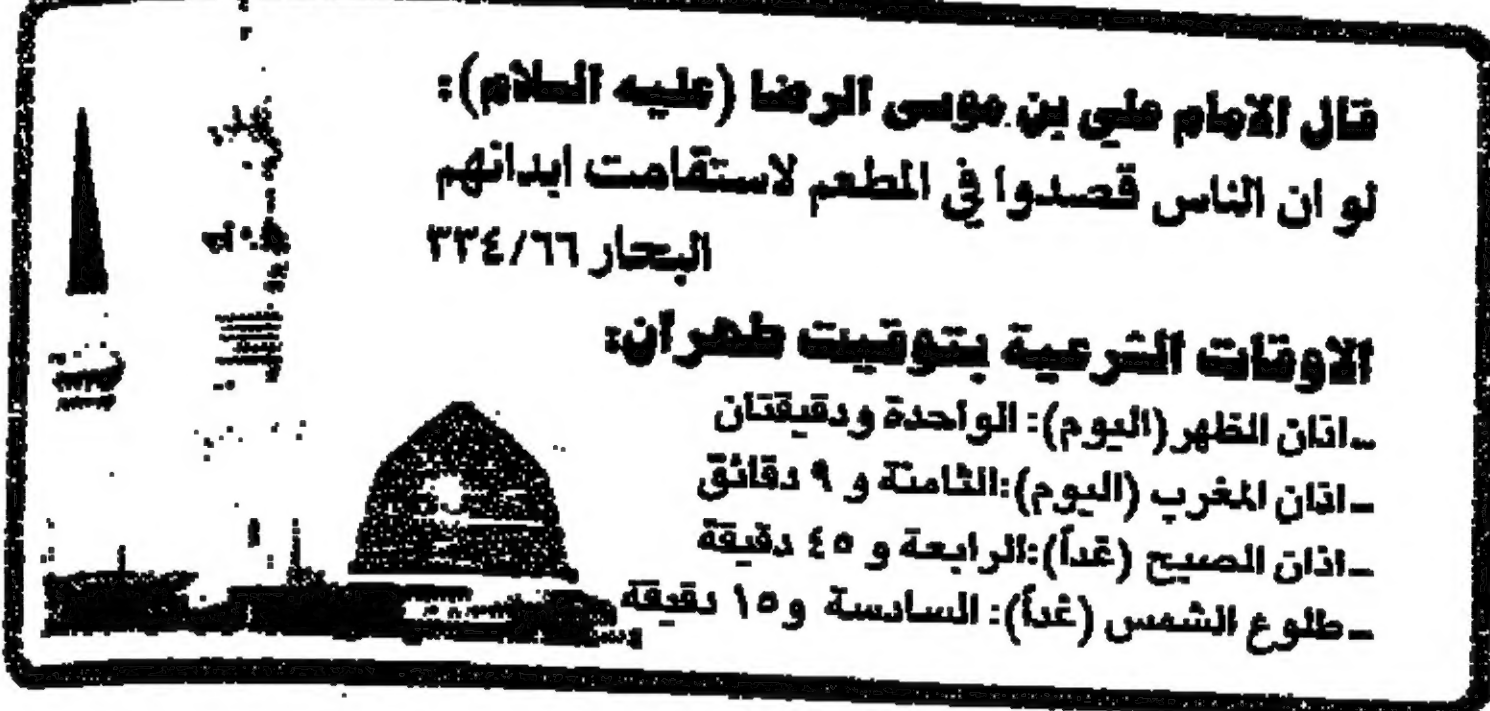 قال الامام علي بن موسى الرضا (عليه السلام):
لو ان الناس قصدوا في المطعم لاستقامت ابدانهم
البحار ٣٣٤/٦٦
الاوقات الشرعية بتوقيت طهران:
ـ اذان الظهر (اليوم): الواحدة ودقيقتان
ـ اذان المغرب (اليوم): الثامنة و ٩ دقائق
ـ اذان الصبح (غداً): الرابعة و ٤٥ دقيقة
ـ طلوع الشمس (غداً): السادسة و١٥ دقيقة